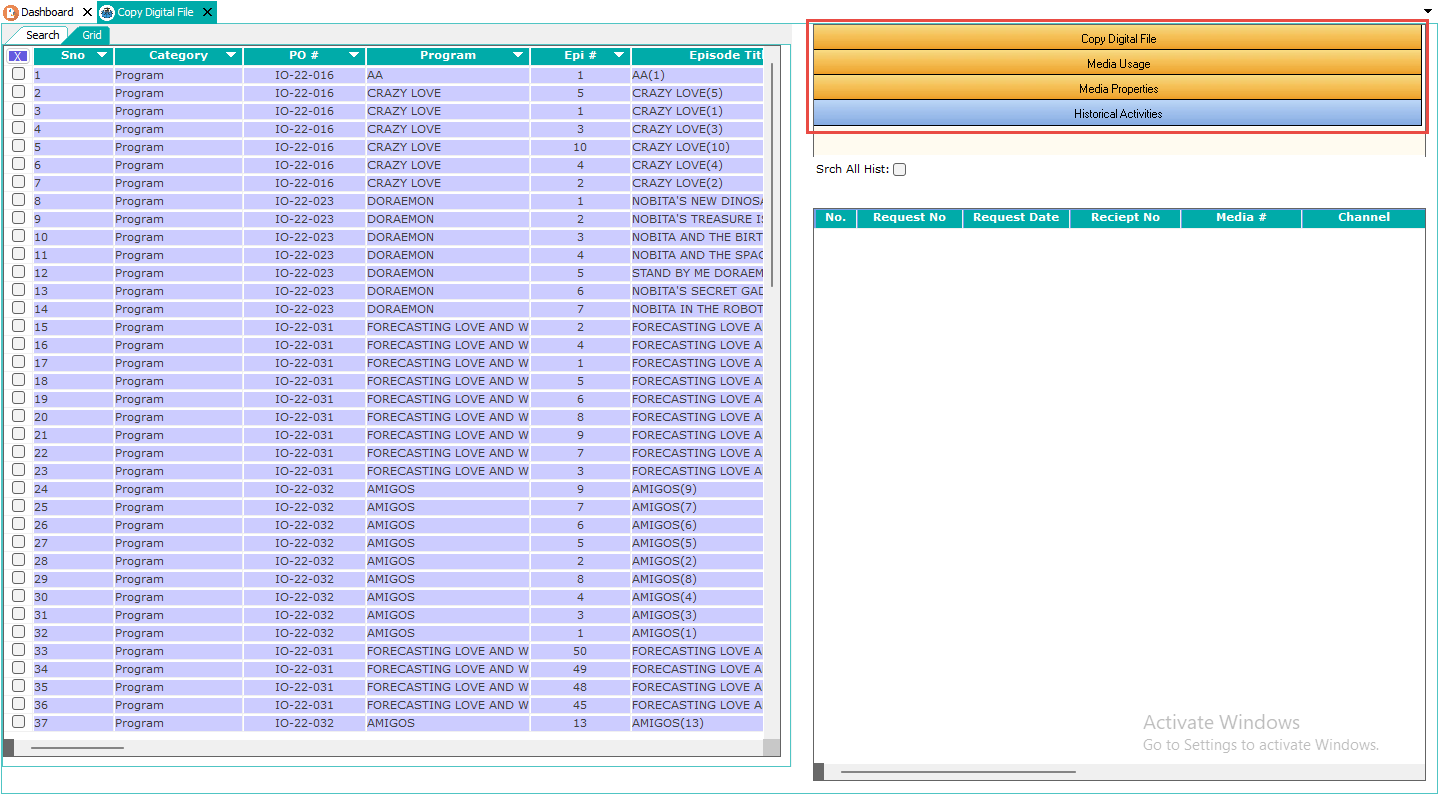 Dashboard X Copy Digital File X
Search Grid
X Sno Category PO # Program Epi # Episode Titl
1 Program IO-22-016 AA 1 AA(1)
2 Program IO-22-016 CRAZY LOVE 5 CRAZY LOVE(5)
3 Program IO-22-016 CRAZY LOVE 1 CRAZY LOVE(1)
4 Program IO-22-016 CRAZY LOVE 3 CRAZY LOVE(3)
5 Program IO-22-016 CRAZY LOVE 10 CRAZY LOVE(10)
6 Program IO-22-016 CRAZY LOVE 4 CRAZY LOVE(4)
7 Program IO-22-016 CRAZY LOVE 2 CRAZY LOVE(2)
8 Program IO-22-023 DORAEMON 1 NOBITA'S NEW DINOSA
9 Program IO-22-023 DORAEMON 2 NOBITA'S TREASURE IS
10 Program IO-22-023 DORAEMON 3 NOBITA AND THE BIRT
11 Program IO-22-023 DORAEMON 4 NOBITA AND THE SPAC
12 Program IO-22-023 DORAEMON 5 STAND BY ME DORAEM
13 Program IO-22-023 DORAEMON 6 NOBITA'S SECRET GAD
14 Program IO-22-023 DORAEMON 7 NOBITA IN THE ROBOT
15 Program IO-22-031 FORECASTING LOVE AND W 2 FORECASTING LOVE A
16 Program IO-22-031 FORECASTING LOVE AND W 4 FORECASTING LOVE A
17 Program IO-22-031 FORECASTING LOVE AND W 1 FORECASTING LOVE A
18 Program IO-22-031 FORECASTING LOVE AND W 5 FORECASTING LOVE A
19 Program IO-22-031 FORECASTING LOVE AND W 6 FORECASTING LOVE A
20 Program IO-22-031 FORECASTING LOVE AND W 8 FORECASTING LOVE A
21 Program IO-22-031 FORECASTING LOVE AND W 9 FORECASTING LOVE A
22 Program IO-22-031 FORECASTING LOVE AND W 7 FORECASTING LOVE A
23 Program IO-22-031 FORECASTING LOVE AND W 3 FORECASTING LOVE A
24 Program IO-22-032 AMIGOS 9 AMIGOS(9)
25 Program IO-22-032 AMIGOS 7 AMIGOS(7)
26 Program IO-22-032 AMIGOS 6 AMIGOS(6)
27 Program IO-22-032 AMIGOS 5 AMIGOS(5)
28 Program IO-22-032 AMIGOS 2 AMIGOS(2)
29 Program IO-22-032 AMIGOS 8 AMIGOS(8)
30 Program IO-22-032 AMIGOS 4 AMIGOS(4)
31 Program IO-22-032 AMIGOS 3 AMIGOS(3)
32 Program IO-22-032 AMIGOS 1 AMIGOS(1)
33 Program IO-22-031 FORECASTING LOVE AND W 50 FORECASTING LOVE A
34 Program IO-22-031 FORECASTING LOVE AND W 49 FORECASTING LOVE A
35 Program IO-22-031 FORECASTING LOVE AND W 48 FORECASTING LOVE A
36 Program IO-22-031 FORECASTING LOVE AND W 45 FORECASTING LOVE A
37 Program IO-22-032 AMIGOS 13 AMIGOS(13)
Copy Digital File
Media Usage
Media Properties
Historical Activities
Srch All Hist:
No. Request No Request Date Reciept No Media # Channel
Activate Windows
Go to Settings to activate Windows.